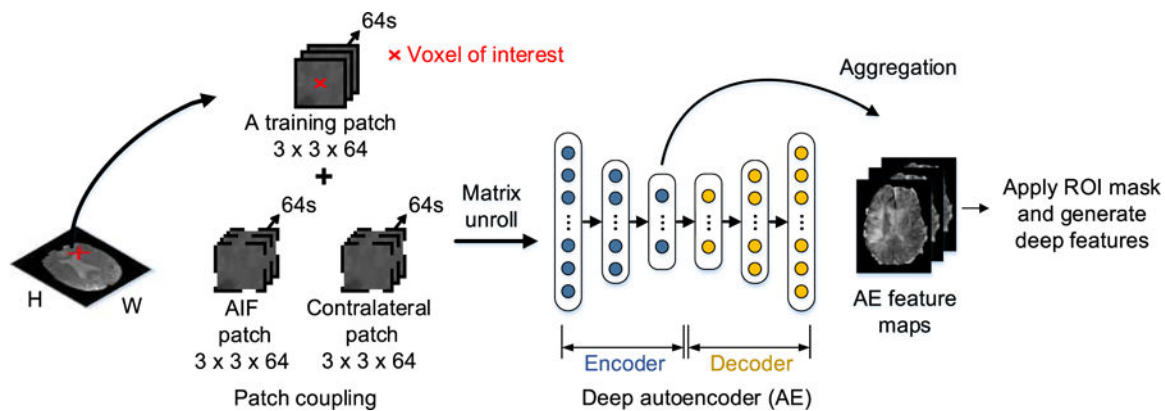 64s
× Voxel of interest
A training patch
3 x 3 x 64
+
64s
64s
AIF
patch
3 x 3 x 64
Contralateral
patch
3 x 3 x 64
Patch coupling
H
W
Matrix
unroll
Encoder
Decoder
Deep autoencoder (AE)
Aggregation
AE feature
maps
Apply ROI mask
and generate
deep features